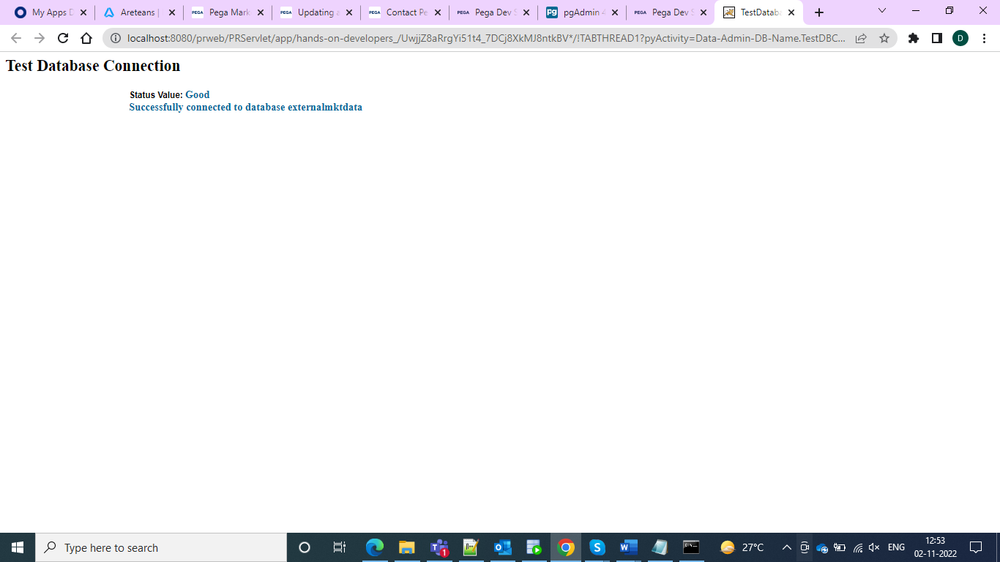 My Apps D
Areteans |
PEGA Pega Mark
PEGA Updating a
PEGA Contact Pe
PEGA Pega Dev S
pg pgAdmin 4
PEGA Pega Dev S
TestDataba
localhost:8080/prweb/PRServlet/app/hands-on-developers_/UwjjZ8aRrgYi51t4_7DCj8XkMJ8ntkBV*/!TABTHREAD1?pyActivity=Data-Admin-DB-Name.TestDBC...
D
Test Database Connection
Status Value: Good
Successfully connected to database externalmktdata
Type here to search
1
27°C
ENG
12:53
02-11-2022